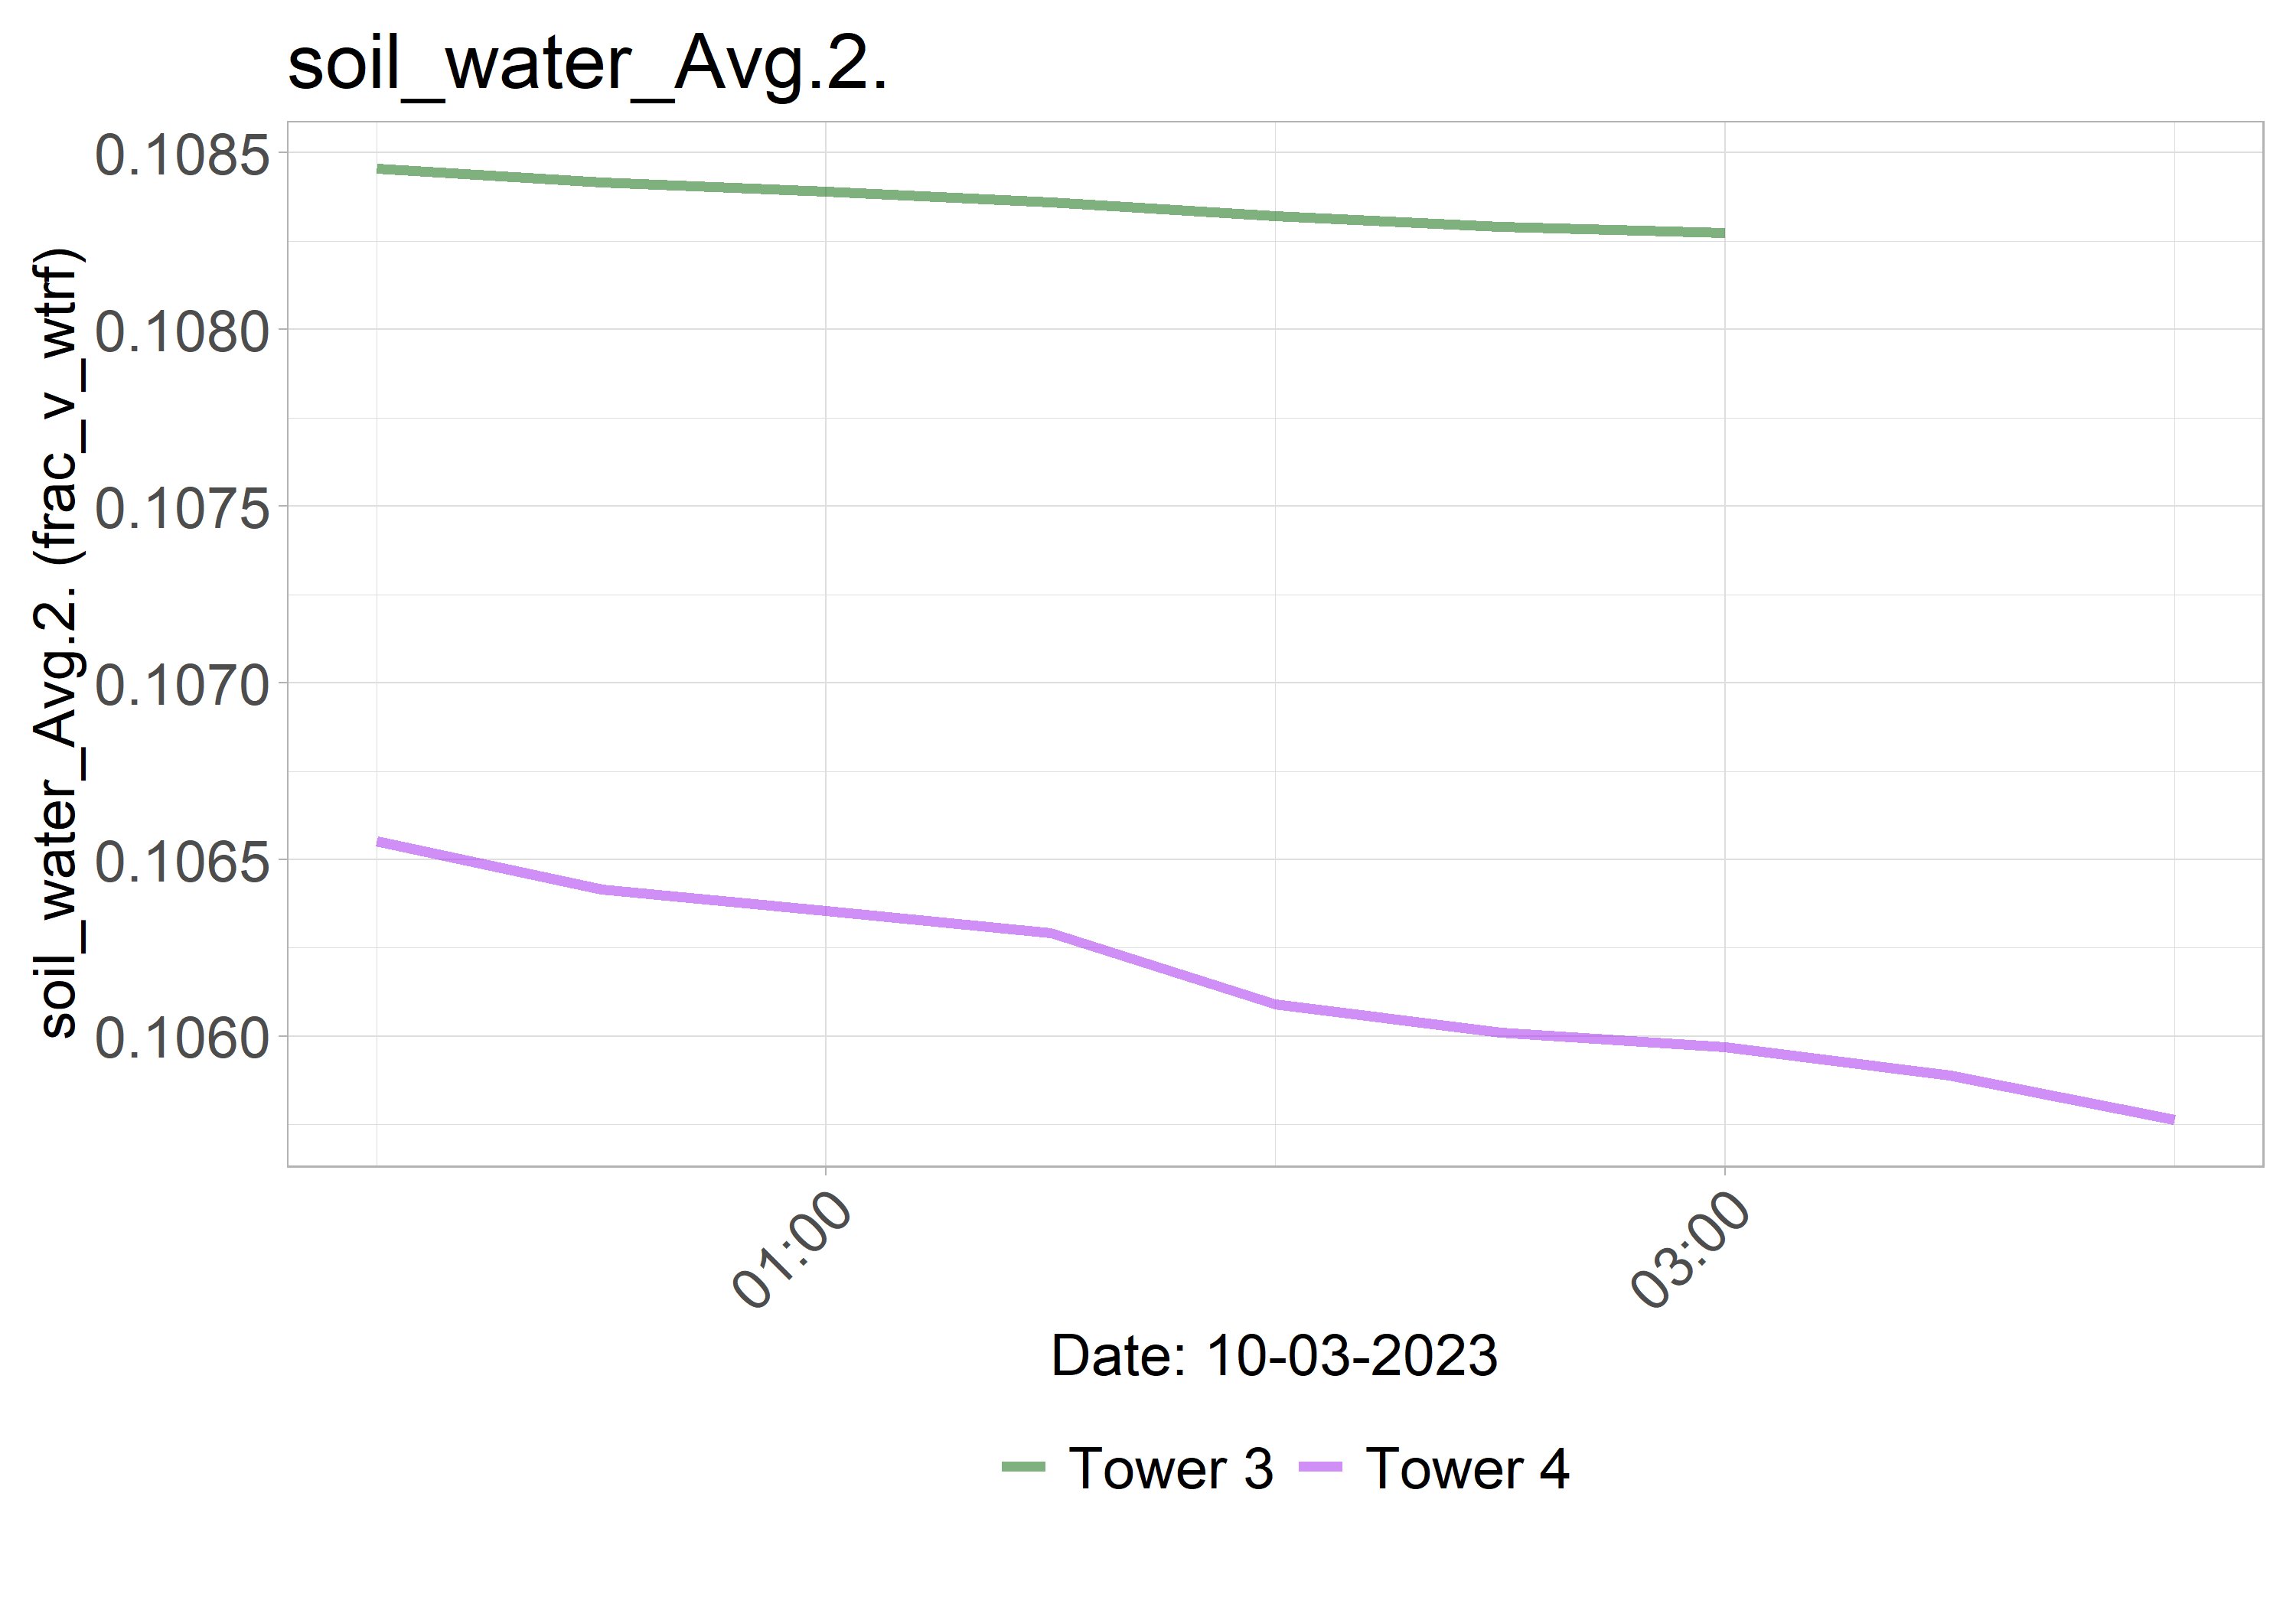 soil_water_Avg.2.
soil_water_Avg.2. (frac_v_wtrf)
0.1085
0.1080
0.1075
0.1070
0.1065
0.1060
01:00
03:00
Date: 10-03-2023
Tower 3
Tower 4